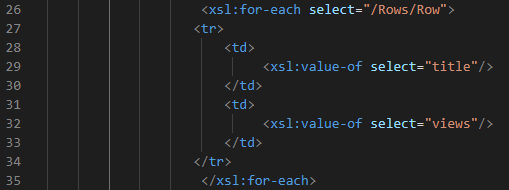 26 <xsl:for-each select="/Rows/Row">
27 <tr>
28 <td>
29 <xsl:value-of select="title"/>
30 </td>
31 <td>
32 <xsl:value-of select="views"/>
33 </td>
34 </tr>
35 </xsl:for-each>